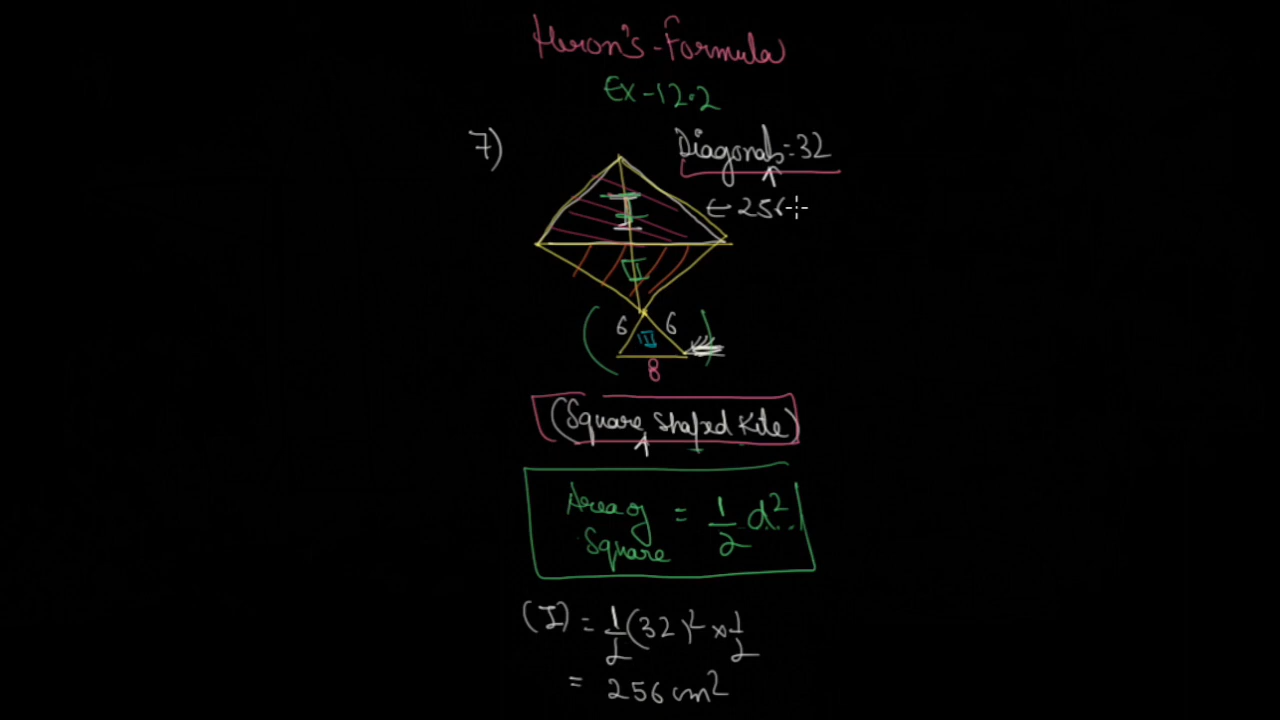 Heron's-Formula
Ex-12.2
7)
Diagonals=32
I
← 256
II
6 6
III
8
(Square Shaped Kite)
Area of Square = 1/2 d²
(I) = 1/2 (32)² × 1/2
= 256 cm²